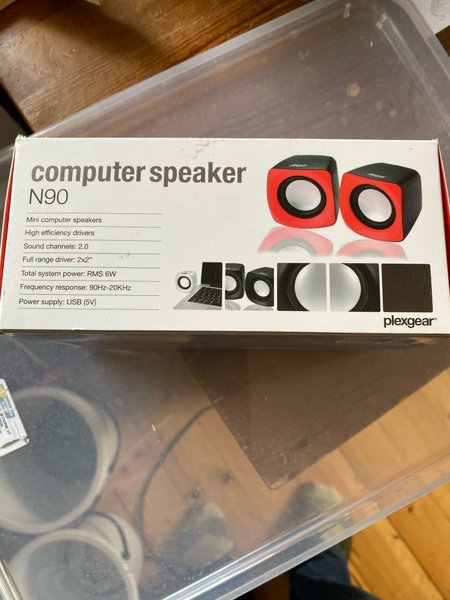 computer speaker
N90
Mini computer speakers
High efficiency drivers
Sound channels: 2.0
Full range driver: 2x2"
Total system power: RMS 6W
Frequency response: 90Hz-20KHz
Power supply: USB (5V)
plexgear®